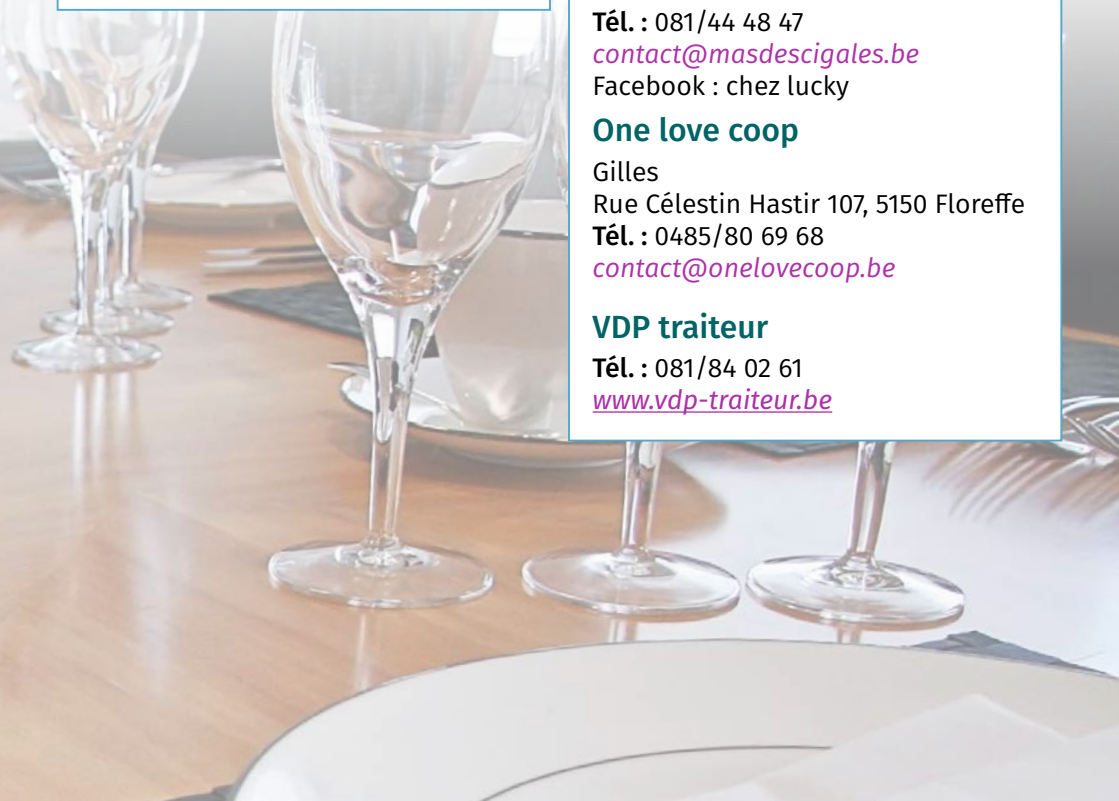 Tél. : 081/44 48 47
contact@masdescigales.be
Facebook : chez lucky
One love coop
Gilles
Rue Célestin Hastir 107, 5150 Floreffe
Tél. : 0485/80 69 68
contact@onelovecoop.be
VDP traiteur
Tél. : 081/84 02 61
www.vdp-traiteur.be